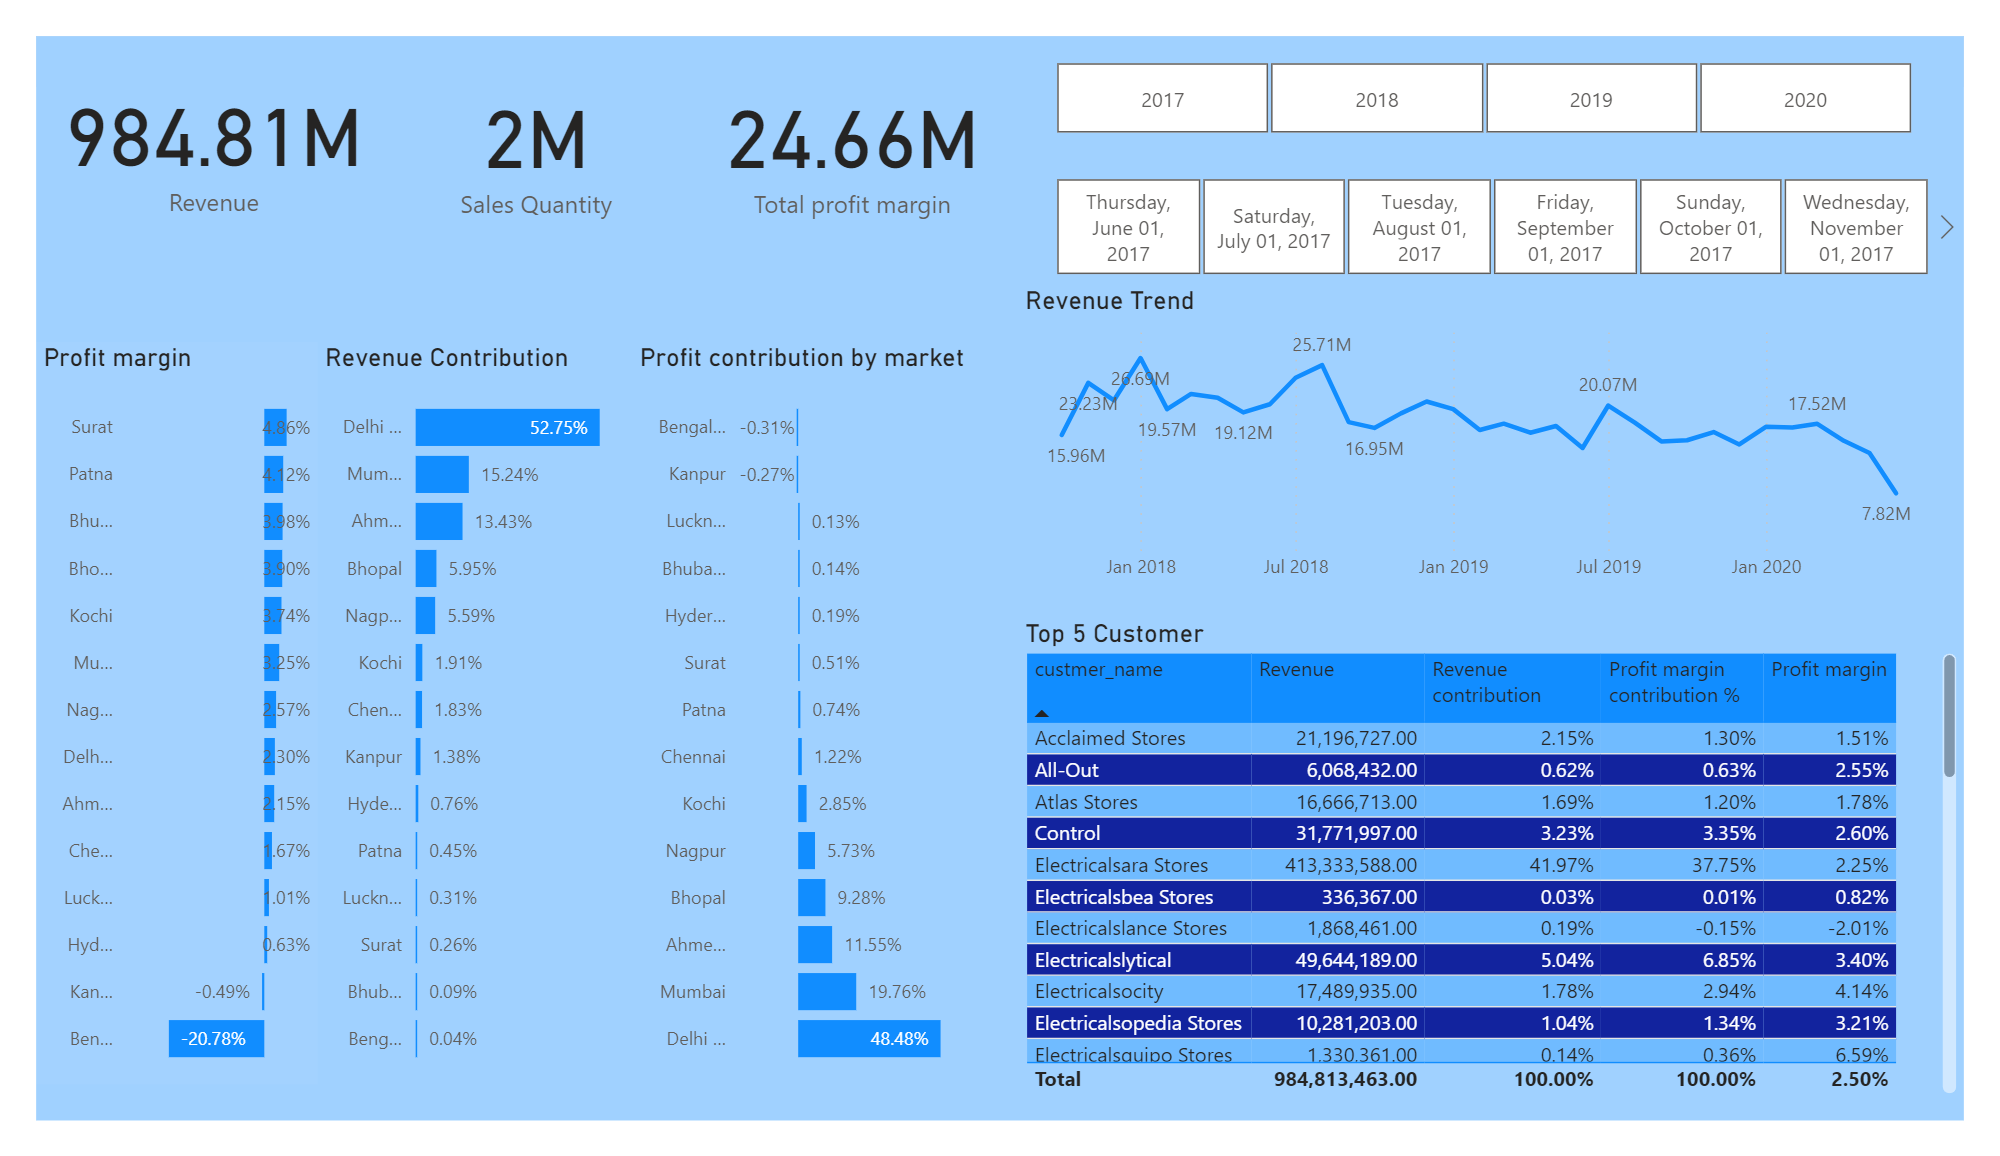 984.81M
Revenue
2M
Sales Quantity
24.66M
Total profit margin
2017
2018
2019
2020
Thursday,
June 01,
2017
Saturday,
July 01, 2017
Tuesday,
August 01,
2017
Friday,
September
01, 2017
Sunday,
October 01,
2017
Wednesday,
November
01, 2017
Profit margin
Surat 4.86%
Patna 4.12%
Bhu... 3.98%
Bho... 3.90%
Kochi 3.74%
Mu... 3.25%
Nag... 2.57%
Delh... 2.30%
Ahm... 2.15%
Che... 1.67%
Luck... 1.01%
Hyd... 0.63%
Kan... -0.49%
Ben... -20.78%
Revenue Contribution
Delhi ... 52.75%
Mum... 15.24%
Ahm... 13.43%
Bhopal 5.95%
Nagp... 5.59%
Kochi 1.91%
Chen... 1.83%
Kanpur 1.38%
Hyde... 0.76%
Patna 0.45%
Luckn... 0.31%
Surat 0.26%
Bhub... 0.09%
Beng... 0.04%
Profit contribution by market
Bengal... -0.31%
Kanpur -0.27%
Luckn... 0.13%
Bhuba... 0.14%
Hyder... 0.19%
Surat 0.51%
Patna 0.74%
Chennai 1.22%
Kochi 2.85%
Nagpur 5.73%
Bhopal 9.28%
Ahme... 11.55%
Mumbai 19.76%
Delhi ... 48.48%
Revenue Trend
25.71M
26.69M
20.07M
23.23M
17.52M
19.57M
19.12M
16.95M
15.96M
7.82M
Jan 2018 Jul 2018 Jan 2019 Jul 2019 Jan 2020
Top 5 Customer
custmer_name Revenue Revenue contribution Profit margin contribution % Profit margin
Acclaimed Stores 21,196,727.00 2.15% 1.30% 1.51%
All-Out 6,068,432.00 0.62% 0.63% 2.55%
Atlas Stores 16,666,713.00 1.69% 1.20% 1.78%
Control 31,771,997.00 3.23% 3.35% 2.60%
Electricalsara Stores 413,333,588.00 41.97% 37.75% 2.25%
Electricalsbea Stores 336,367.00 0.03% 0.01% 0.82%
Electricalslance Stores 1,868,461.00 0.19% -0.15% -2.01%
Electricalslytical 49,644,189.00 5.04% 6.85% 3.40%
Electricalsocity 17,489,935.00 1.78% 2.94% 4.14%
Electricalsopedia Stores 10,281,203.00 1.04% 1.34% 3.21%
Electricalsquipo Stores 1,330,361.00 0.14% 0.36% 6.59%
Total 984,813,463.00 100.00% 100.00% 2.50%